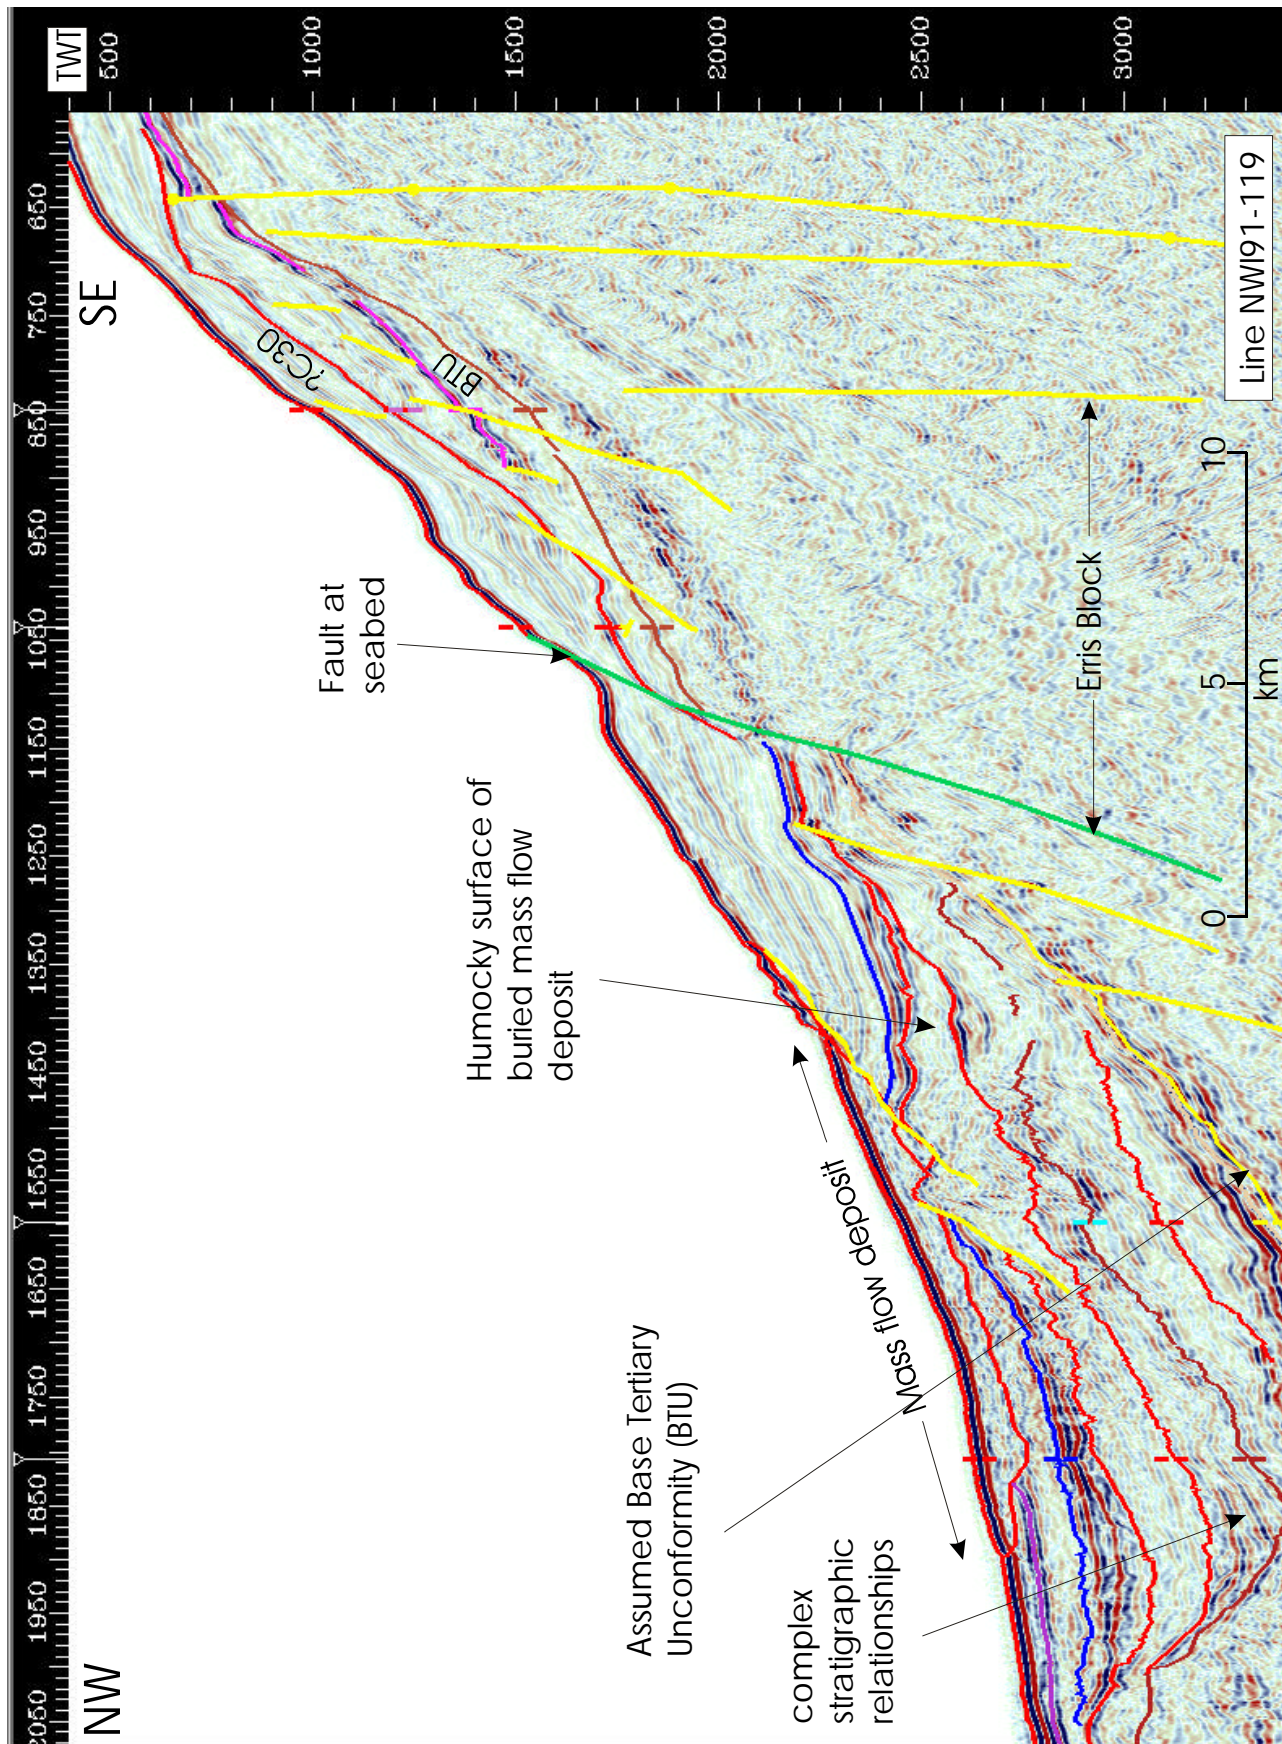 NW
SE
TWT
500
1000
1500
2000
2500
3000
2050
1950
1850
1750
1650
1550
1450
1350
1250
1150
1050
950
850
750
650
?C30
BTU
Fault at
seabed
Humocky surface of
buried mass flow
deposit
Mass flow deposit
Assumed Base Tertiary
Unconformity (BTU)
complex
stratigraphic
relationships
Erris Block
0
5
10
km
Line NWI91-119